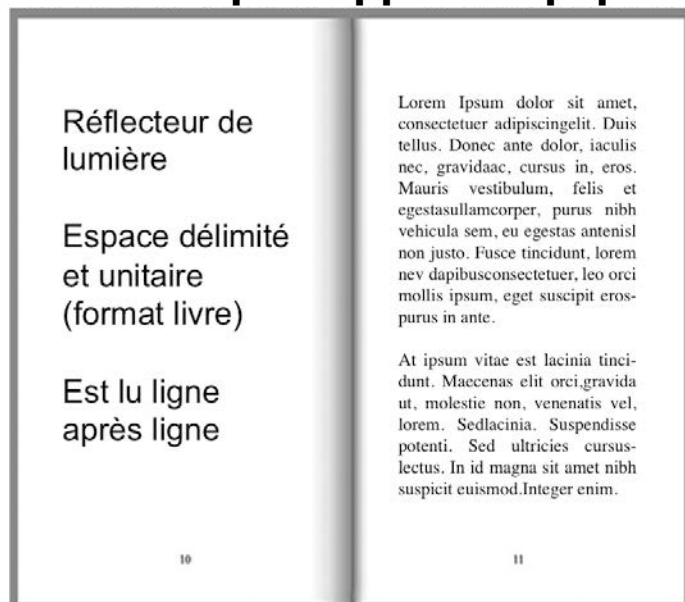 Réflecteur de
lumière
Espace délimité
et unitaire
(format livre)
Est lu ligne
après ligne
10
Lorem Ipsum dolor sit amet,
consectetuer adipiscingelit. Duis
tellus. Donec ante dolor, iaculis
nec, gravidaac, cursus in, eros.
Mauris vestibulum, felis et
egestasullamcorper, purus nibh
vehicula sem, eu egestas antenisl
non justo. Fusce tincidunt, lorem
nev dapibusconsectetuer, leo orci
mollis ipsum, eget suscipit eros-
purus in ante.
At ipsum vitae est lacinia tinci-
dunt. Maecenas elit orci,gravida
ut, molestie non, venenatis vel,
lorem. Sedlacinia. Suspendisse
potenti. Sed ultricies cursus-
lectus. In id magna sit amet nibh
suspicit euismod.Integer enim.
11